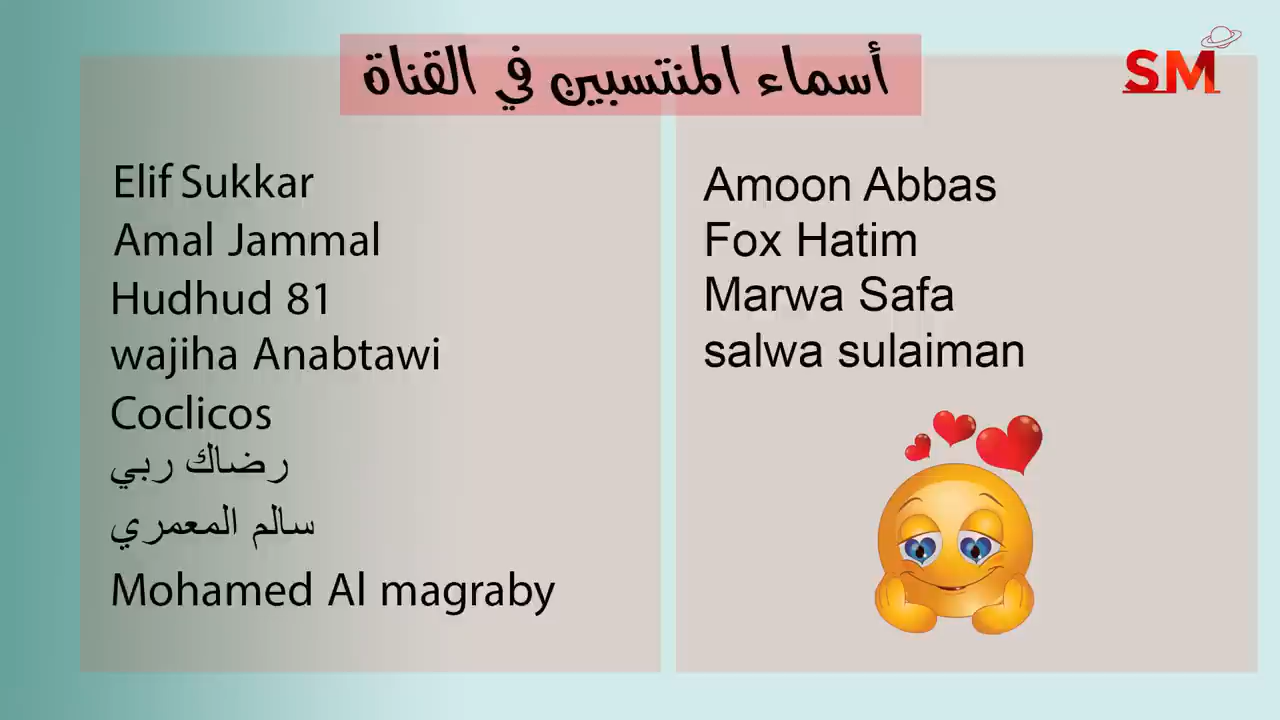 أسماء المنتسبين في القناة
SM
Elif Sukkar
Amal Jammal
Hudhud 81
wajiha Anabtawi
Coclicos
رضاك ربي
سالم المعمري
Mohamed Al magraby
Amoon Abbas
Fox Hatim
Marwa Safa
salwa sulaiman